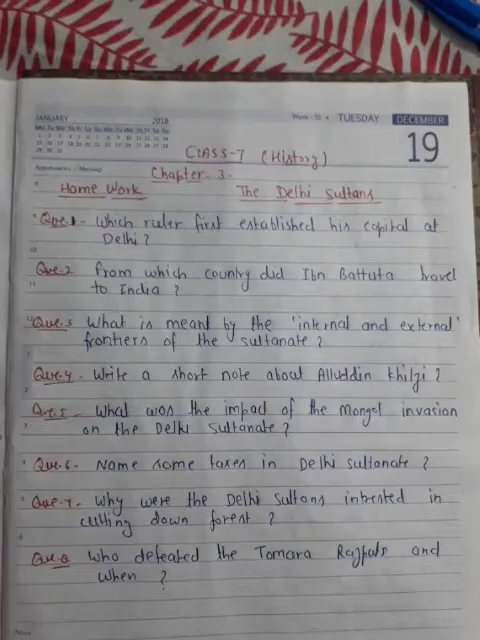 JANUARY 2018
Week - 51 • TUESDAY DECEMBER
19
CLASS-7 (History)
Appointments / Meetings
Chapter-3-
Home Work The Delhi Sultans
Que.1- Which ruler first established his capital at
Delhi?
Que.2 From which country did Ibn Battuta travel
to India?
Que.3 What is meant by the 'internal and external'
frontiers of the sultanate?
Que.4- Write a short note about Alluddin Khilzi?
Que.5- What was the impact of the Mongol invasion
on the Delhi Sultanate?
Que.6- Name some taxes in Delhi sultanate?
Que.7- Why were the Delhi Sultans intrested in
cutting down forest?
Que.8 Who defeated the Tomara Rajputs and
when?
Notes